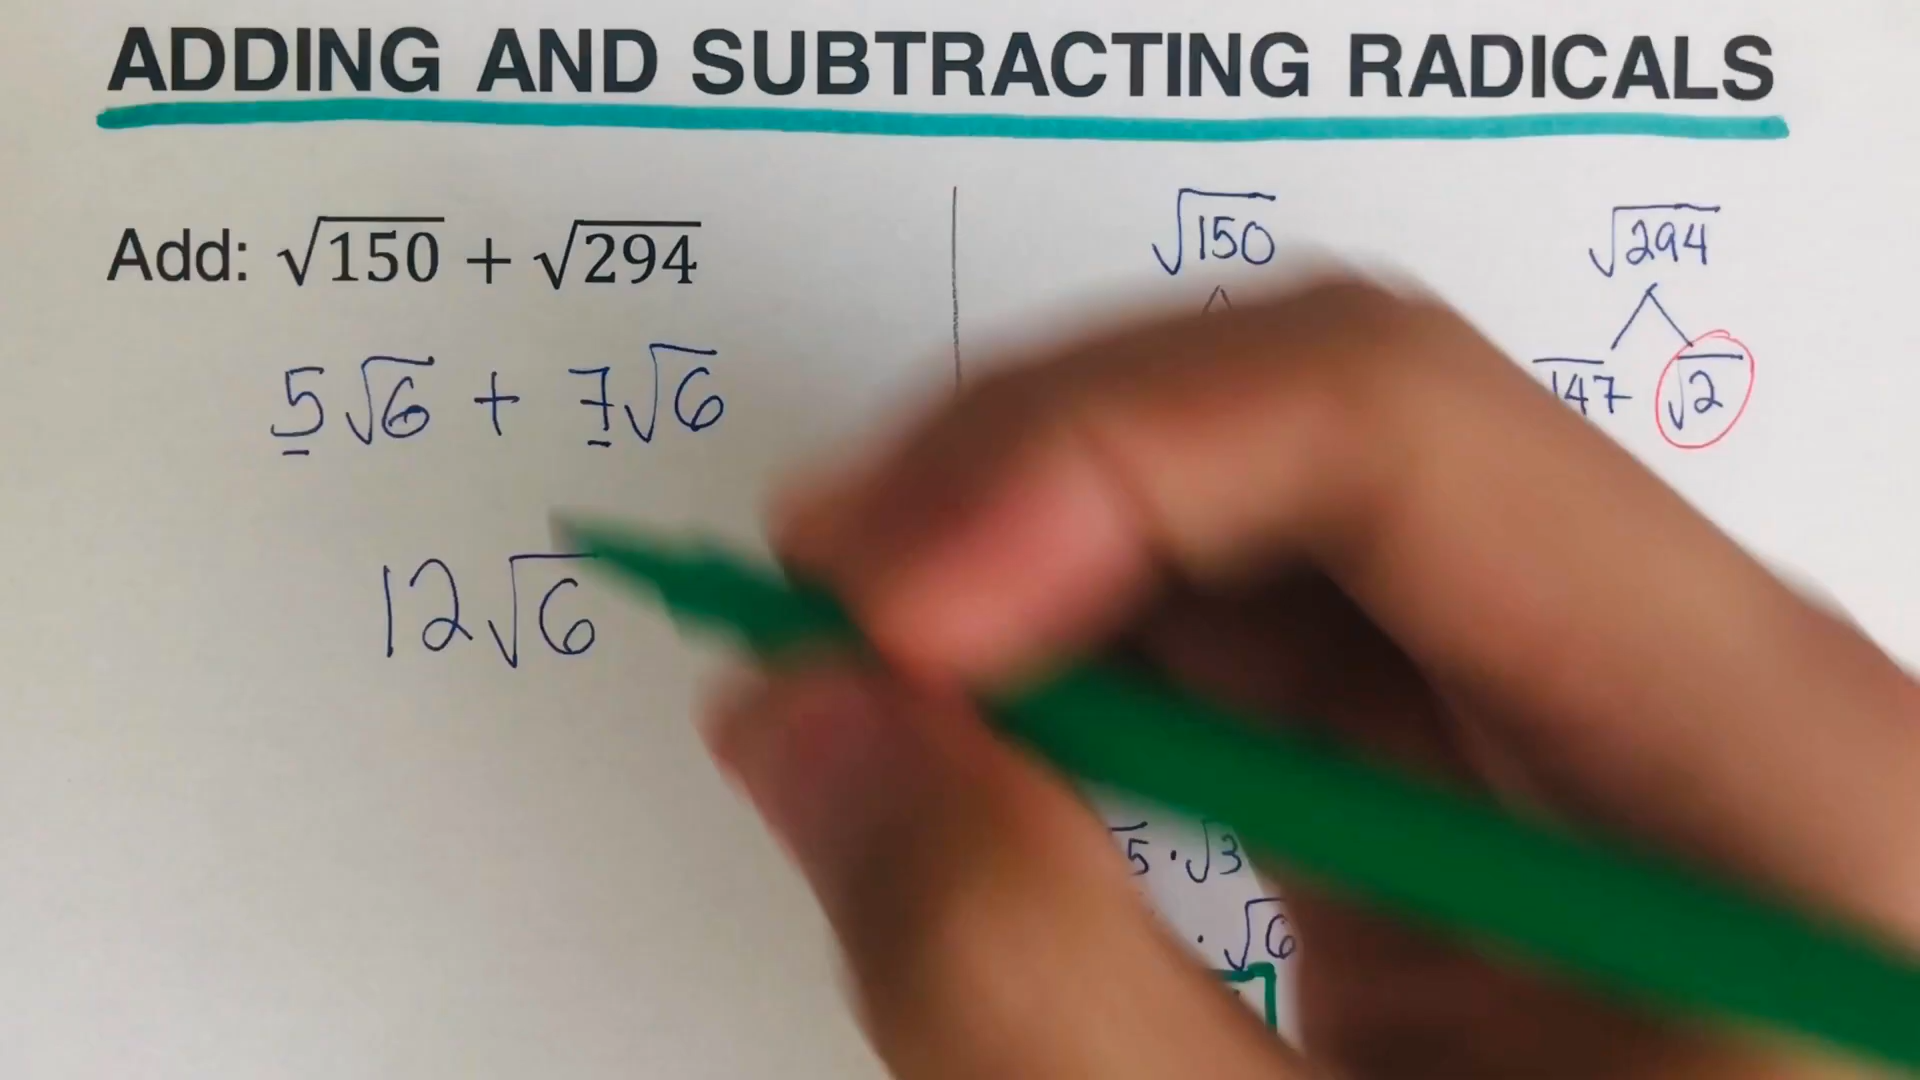 ADDING AND SUBTRACTING RADICALS
Add: √150 + √294
5√6 + 7√6
12√6
√150
√294
147 √2
5 · √3
· √6